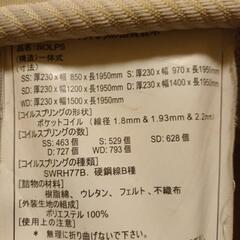 品名：SOLP5
(構造)一体式
(寸法)
SS：厚230×幅 850×長1950mm S：厚230×幅 970×長1950mm
SD：厚230×幅1200×長1950mm D：厚230×幅1400×長1950mm
WD：厚230×幅1520×長1950mm
[コイルスプリングの形状]
ポケットコイル (線径 1.8mm & 1.93mm & 2.2mm)
[コイルスプリングの数]
SS：463 個 S：529 個 SD：628 個
D：727 個 WD：793 個
[コイルスプリングの種類]
SWRH77B、硬鋼線B種
[詰物の材料]
樹脂綿、ウレタン、フェルト、不織布
[外装生地の組成]
ポリエステル 100%
[使用上の注意]
* 無理に折り曲げないで下さい。